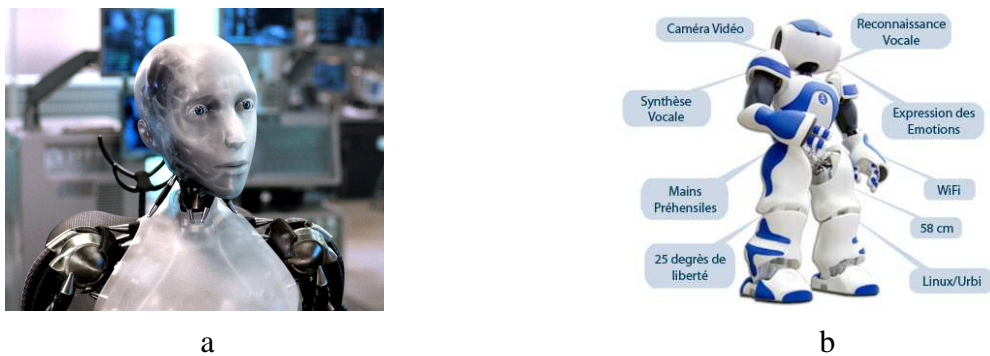 Caméra Vidéo
Reconnaissance
Vocale
Synthèse
Vocale
Expression des
Emotions
Mains
Préhensiles
WiFi
58 cm
25 degrès de
liberté
Linux/Urbi
a
b